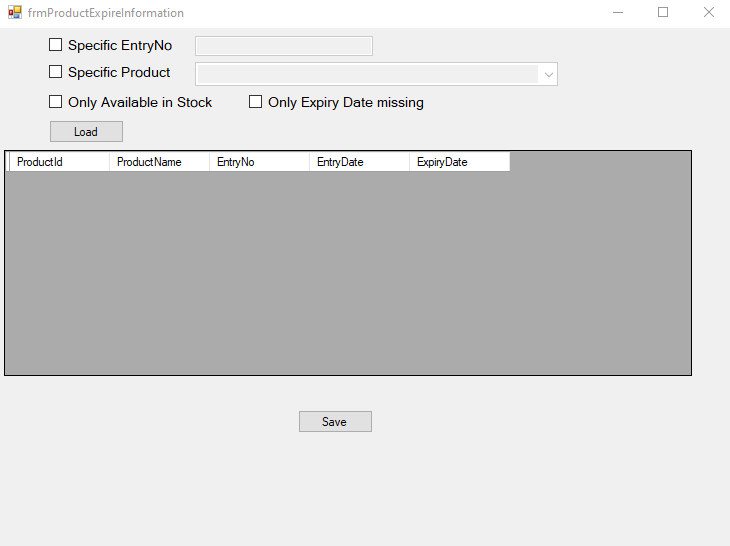 frmProductExpireInformation
Specific EntryNo
Specific Product
Only Available in Stock Only Expiry Date missing
Load
ProductId ProductName EntryNo EntryDate ExpiryDate
Save